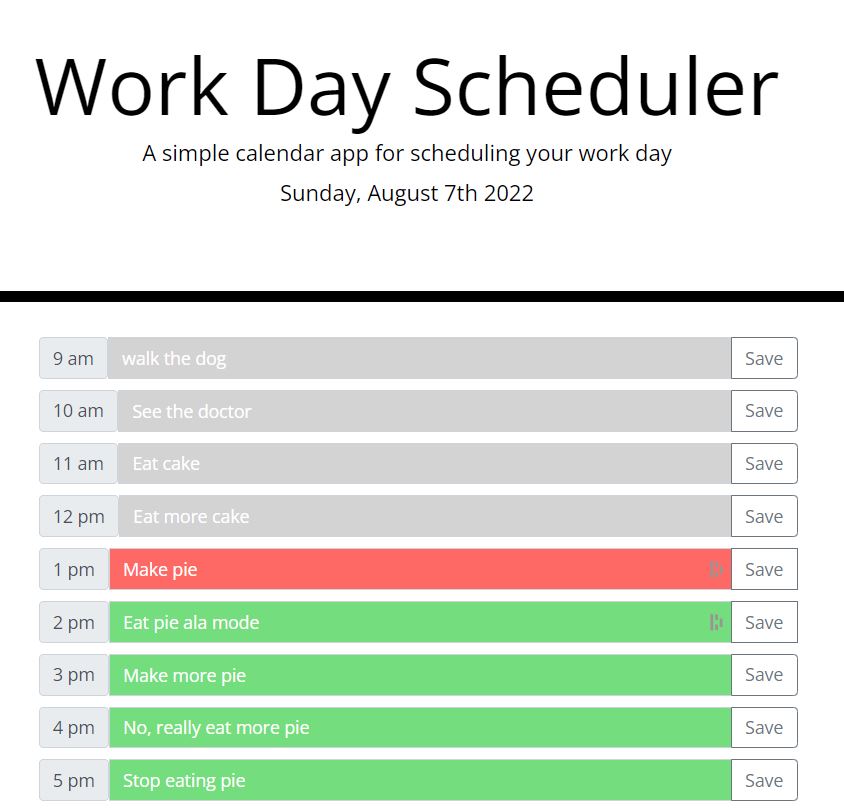 Work Day Scheduler
A simple calendar app for scheduling your work day
Sunday, August 7th 2022
9 am walk the dog Save
10 am See the doctor Save
11 am Eat cake Save
12 pm Eat more cake Save
1 pm Make pie Save
2 pm Eat pie ala mode Save
3 pm Make more pie Save
4 pm No, really eat more pie Save
5 pm Stop eating pie Save